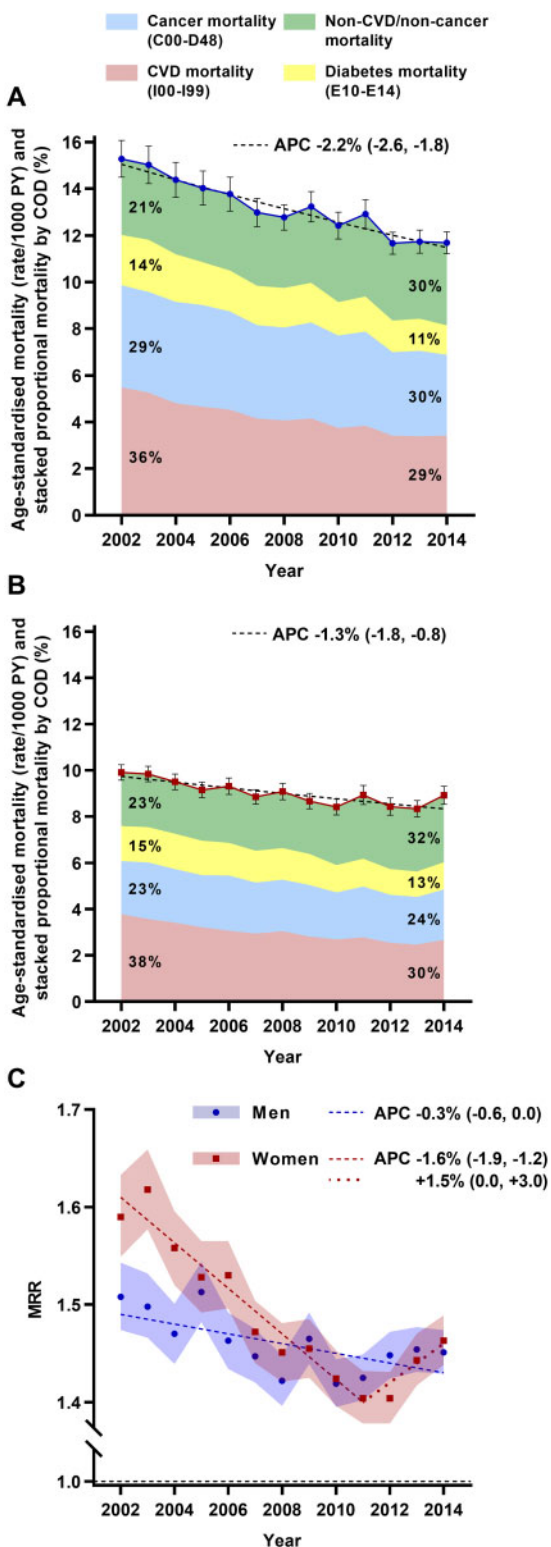 Cancer mortality
(C00-D48)
Non-CVD/non-cancer
mortality
CVD mortality
(I00-I99)
Diabetes mortality
(E10-E14)
A
Age-standardised mortality (rate/1000 PY) and
stacked proportional mortality by COD (%)
16
14
12
10
8
6
4
2
0
APC -2.2% (-2.6, -1.8)
21%
14%
29%
36%
30%
11%
30%
29%
2002 2004 2006 2008 2010 2012 2014
Year
B
Age-standardised mortality (rate/1000 PY) and
stacked proportional mortality by COD (%)
16
14
12
10
8
6
4
2
0
APC -1.3% (-1.8, -0.8)
23%
15%
23%
38%
32%
13%
24%
30%
2002 2004 2006 2008 2010 2012 2014
Year
C
MRR
1.7
1.6
1.5
1.4
1.0
Men
APC -0.3% (-0.6, 0.0)
Women
APC -1.6% (-1.9, -1.2)
+1.5% (0.0, +3.0)
2002 2004 2006 2008 2010 2012 2014
Year